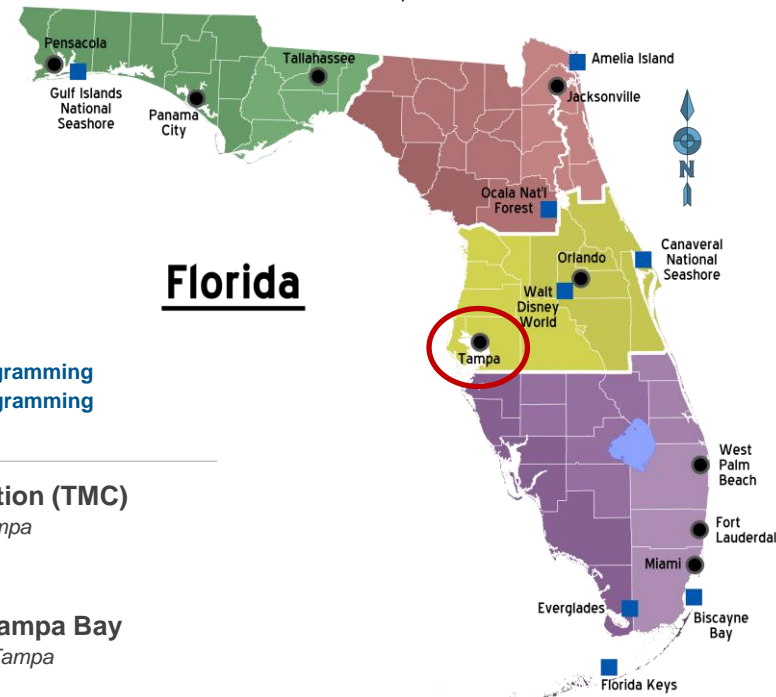 Pensacola
Gulf Islands
National
Seashore
Panama
City
Tallahassee
Amelia Island
Jacksonville
N
Ocala Nat'l
Forest
Canaveral
National
Seashore
Orlando
Walt
Disney
World
Florida
Tampa
gramming
gramming
West
Palm
Beach
tion (TMC)
mpa
Fort
Lauderdal
Miami
Everglades
Biscayne
Bay
ampa Bay
Tampa
Florida Keys